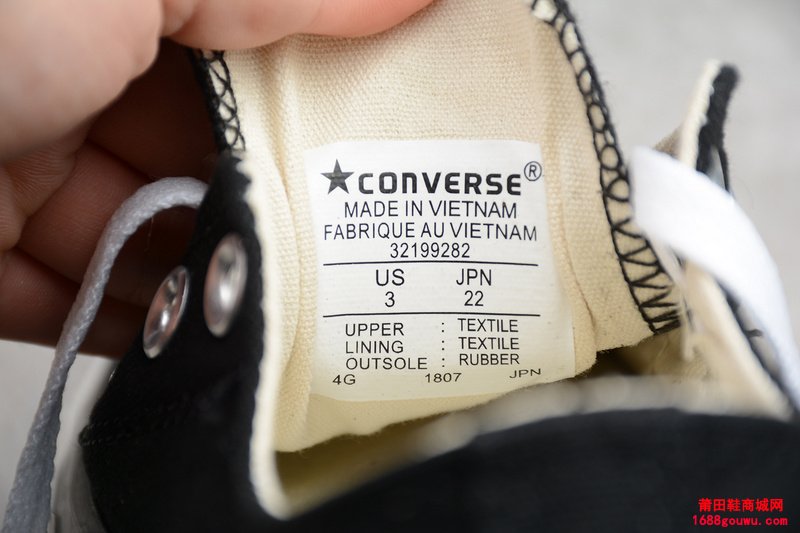 ★CONVERSE®
MADE IN VIETNAM
FABRIQUE AU VIETNAM
32199282
US JPN
3 22
UPPER : TEXTILE
LINING : TEXTILE
OUTSOLE : RUBBER
4G 1807 JPN
莆田鞋商城网
1688gouwu.com